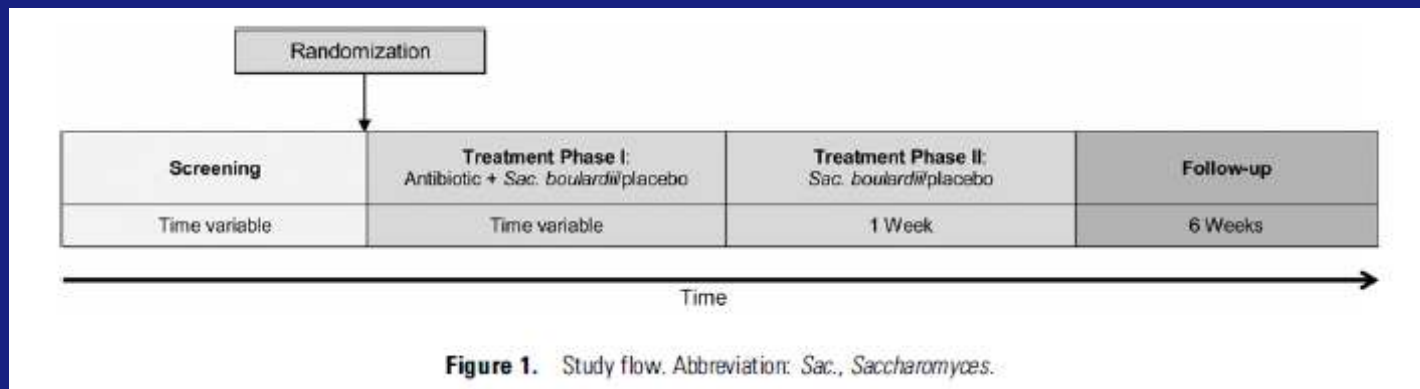 Randomization
Screening
Treatment Phase I:
Antibiotic + Sac. boulardii/placebo
Treatment Phase II:
Sac. boulardii/placebo
Follow-up
Time variable
Time variable
1 Week
6 Weeks
Time
Figure 1. Study flow. Abbreviation: Sac., Saccharomyces.